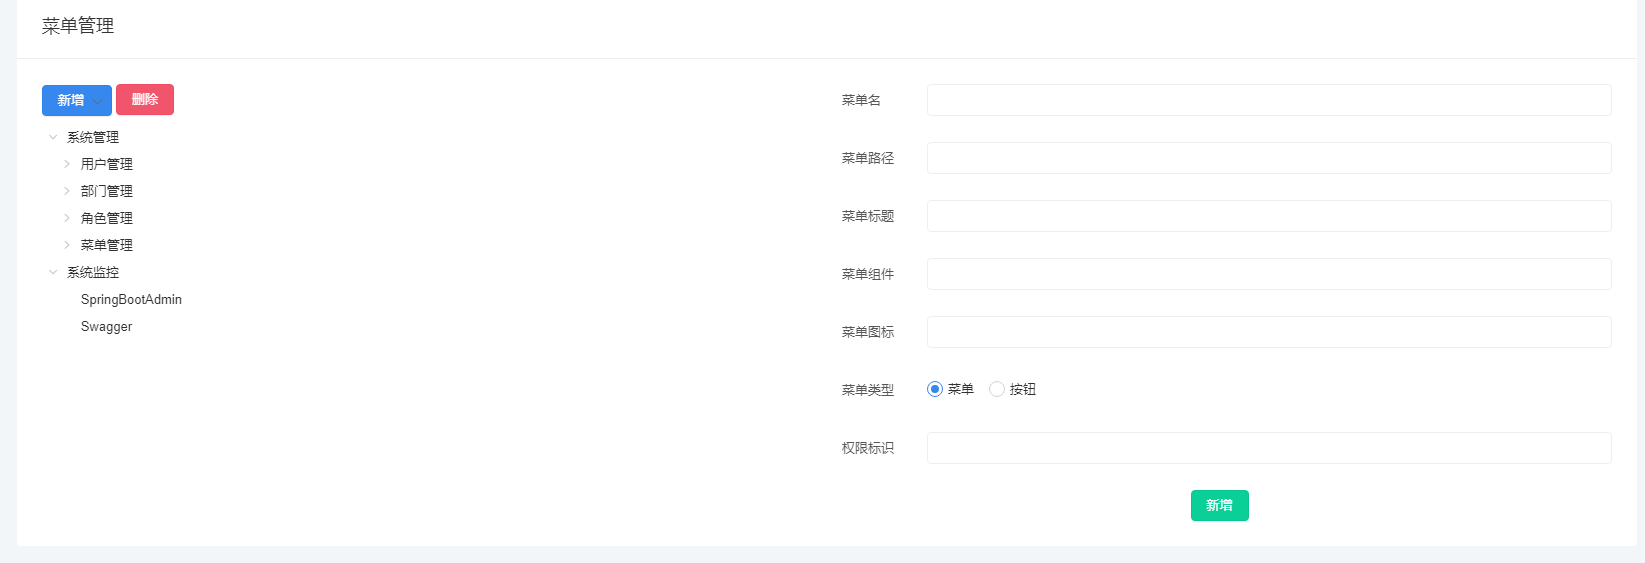 菜单管理
新增 删除
系统管理
用户管理
部门管理
角色管理
菜单管理
系统监控
SpringBootAdmin
Swagger
菜单名
菜单路径
菜单标题
菜单组件
菜单图标
菜单类型 菜单 按钮
权限标识
新增